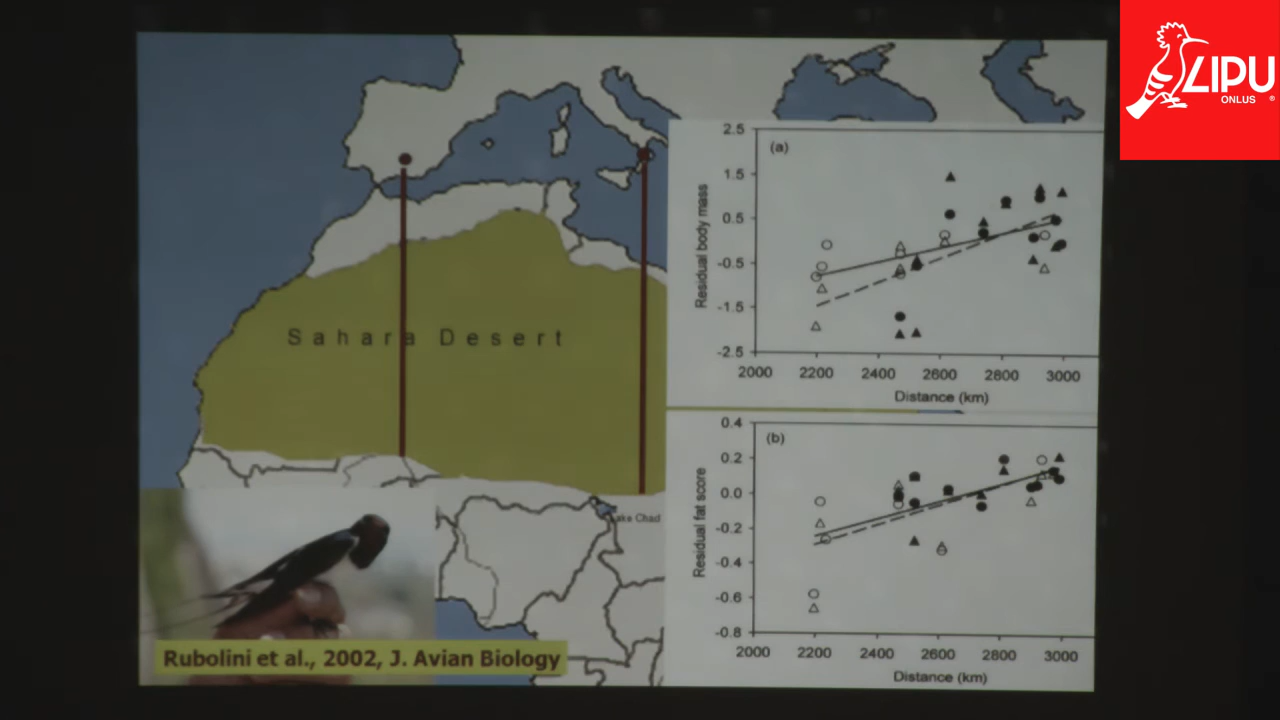 LIPU
ONLUS ®
Sahara Desert
Lake Chad
Rubolini et al., 2002, J. Avian Biology
(a)
2.5
1.5
0.5
-0.5
-1.5
-2.5
Residual body mass
2000 2200 2400 2600 2800 3000
Distance (km)
(b)
0.4
0.2
0.0
-0.2
-0.4
-0.6
-0.8
Residual fat score
2000 2200 2400 2600 2800 3000
Distance (km)